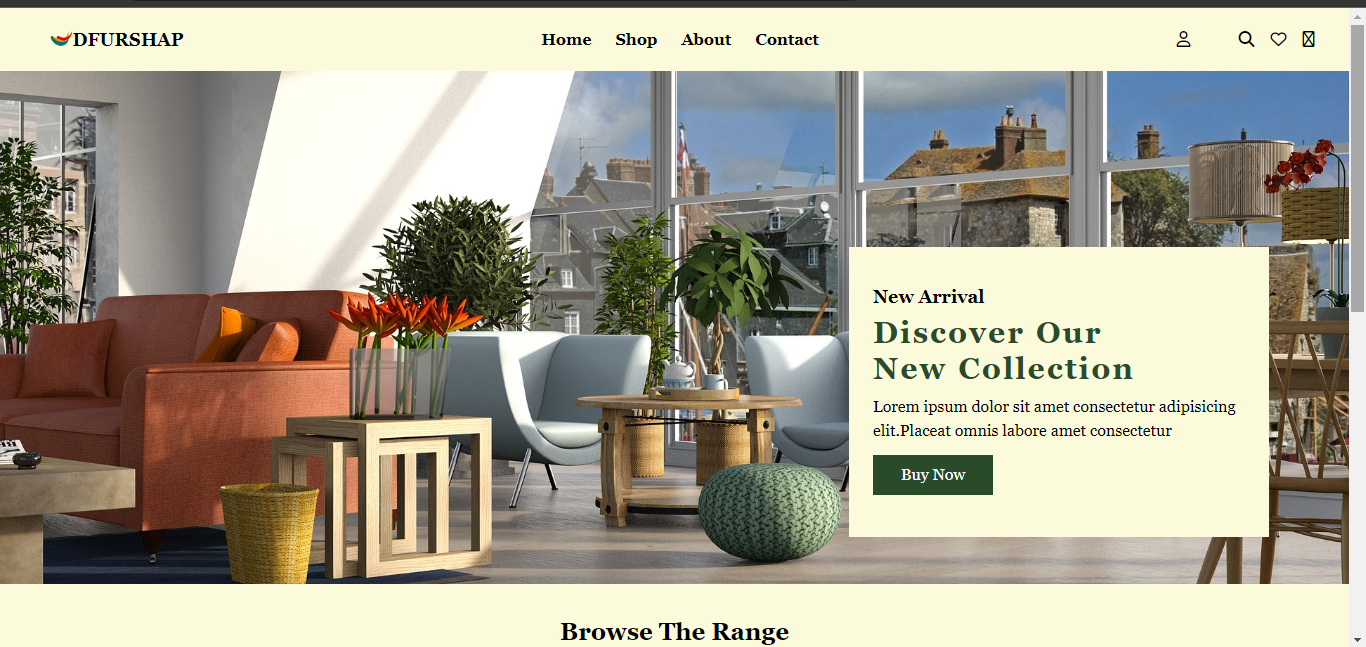 DFURSHAP
Home Shop About Contact
New Arrival
Discover Our
New Collection
Lorem ipsum dolor sit amet consectetur adipisicing
elit.Placeat omnis labore amet consectetur
Buy Now
Browse The Range